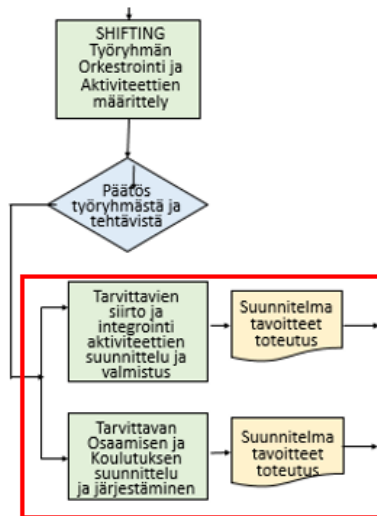 SHIFTING
Työryhmän
Orkestrointi ja
Aktiviteettien
määrittely
Päätös
työryhmästä ja
tehtävistä
Tarvittavien
siirto ja
integrointi
aktiviteettien
suunnittelu ja
valmistus
Suunnitelma
tavoitteet
toteutus
Tarvittavan
Osaamisen ja
Koulutuksen
suunnittelu
ja järjestäminen
Suunnitelma
tavoitteet
toteutus